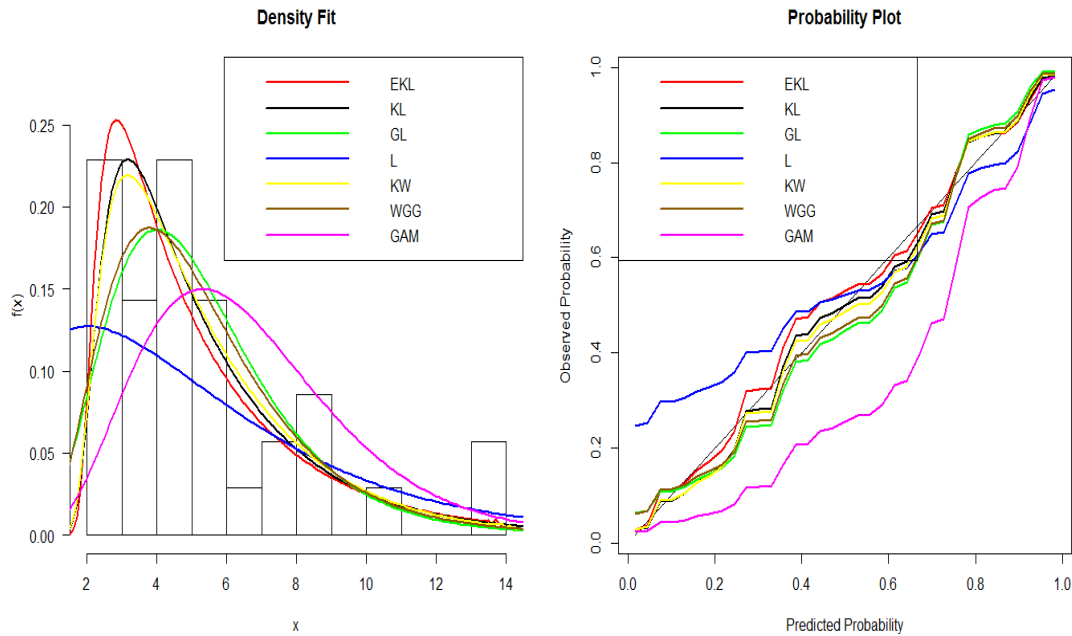 Density Fit
EKL
KL
GL
L
KW
WGG
GAM
f(x)
0.25
0.20
0.15
0.10
0.05
0.00
2 4 6 8 10 12 14
x
Probability Plot
EKL
KL
GL
L
KW
WGG
GAM
Observed Probability
1.0
0.8
0.6
0.4
0.2
0.0
0.0 0.2 0.4 0.6 0.8 1.0
Predicted Probability